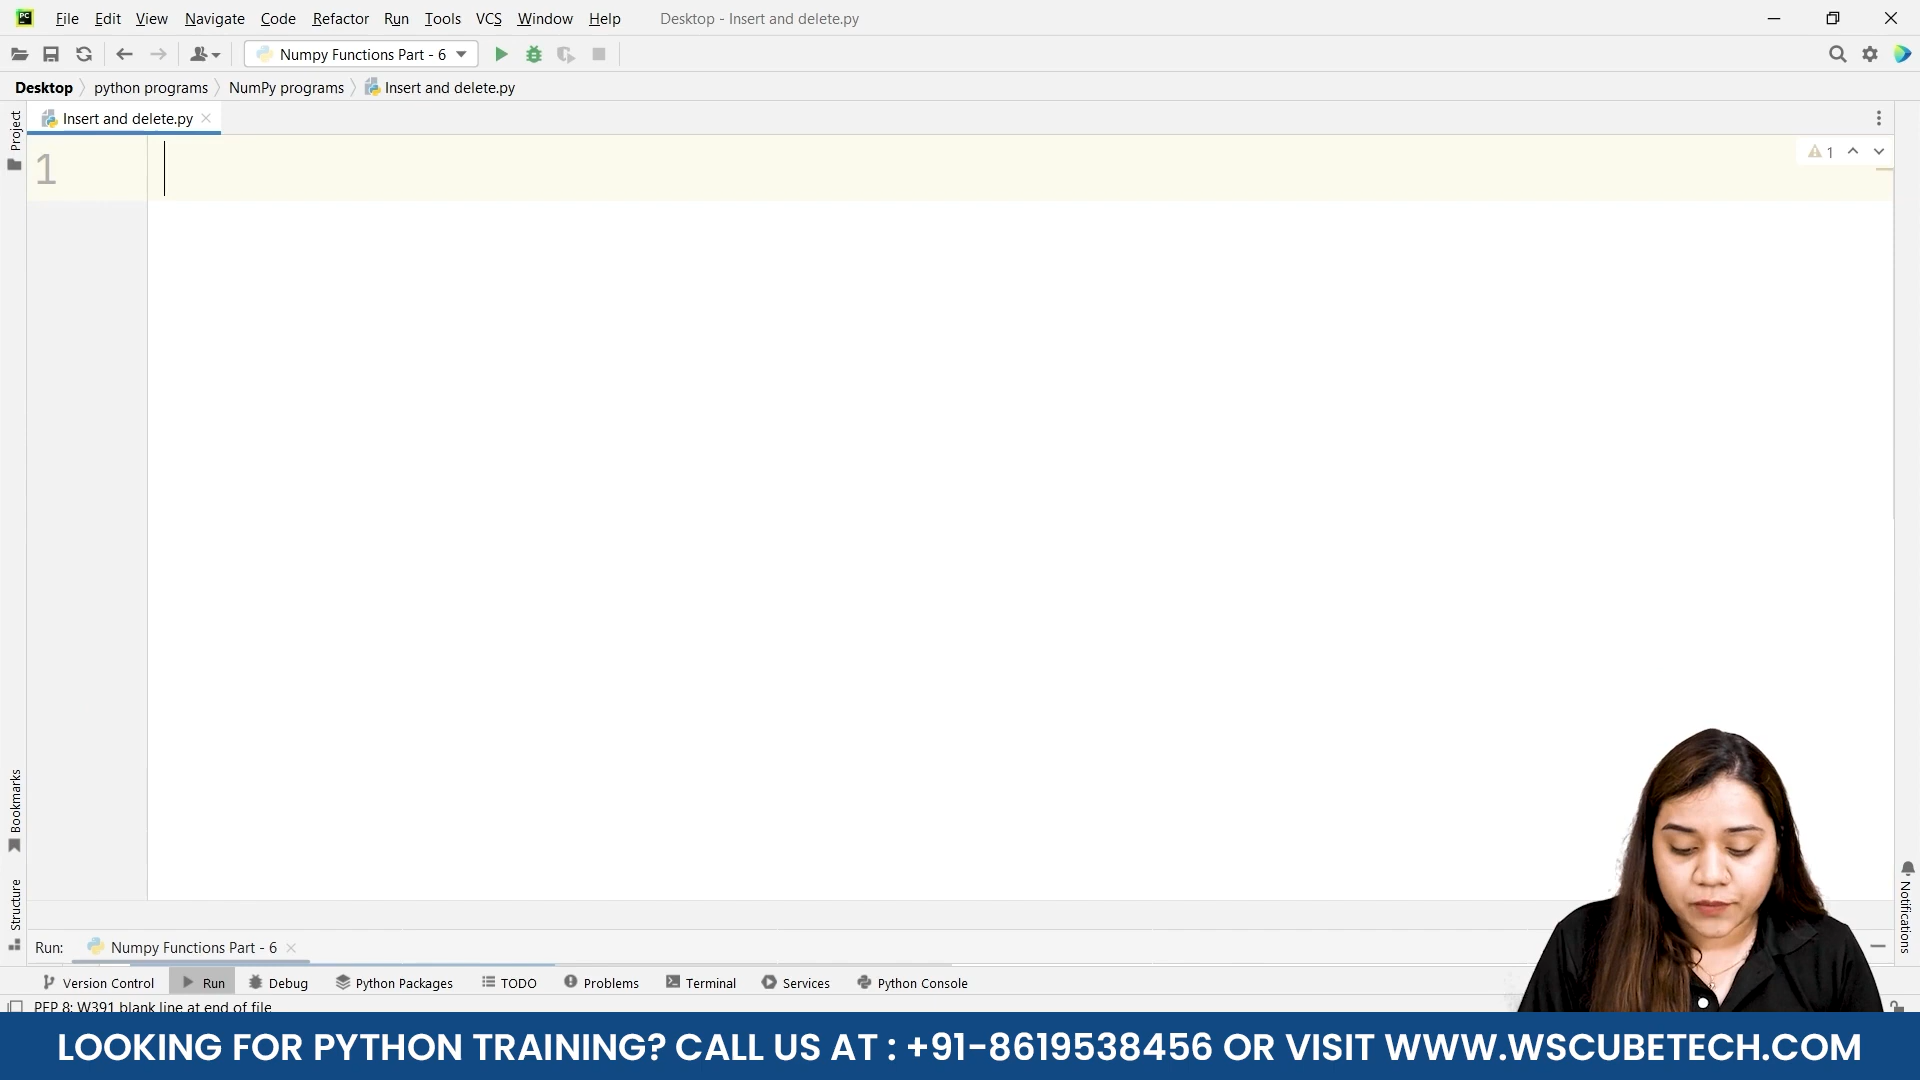 PC
File Edit View Navigate Code Refactor Run Tools VCS Window Help Desktop - Insert and delete.py
Numpy Functions Part - 6
Desktop python programs NumPy programs Insert and delete.py
Project
Insert and delete.py
1
1
Bookmarks
Structure
Notifications
Run: Numpy Functions Part - 6
Version Control Run Debug Python Packages TODO Problems Terminal Services Python Console
PEP 8: W391 blank line at end of file
LOOKING FOR PYTHON TRAINING? CALL US AT : +91-8619538456 OR VISIT WWW.WSCUBETECH.COM